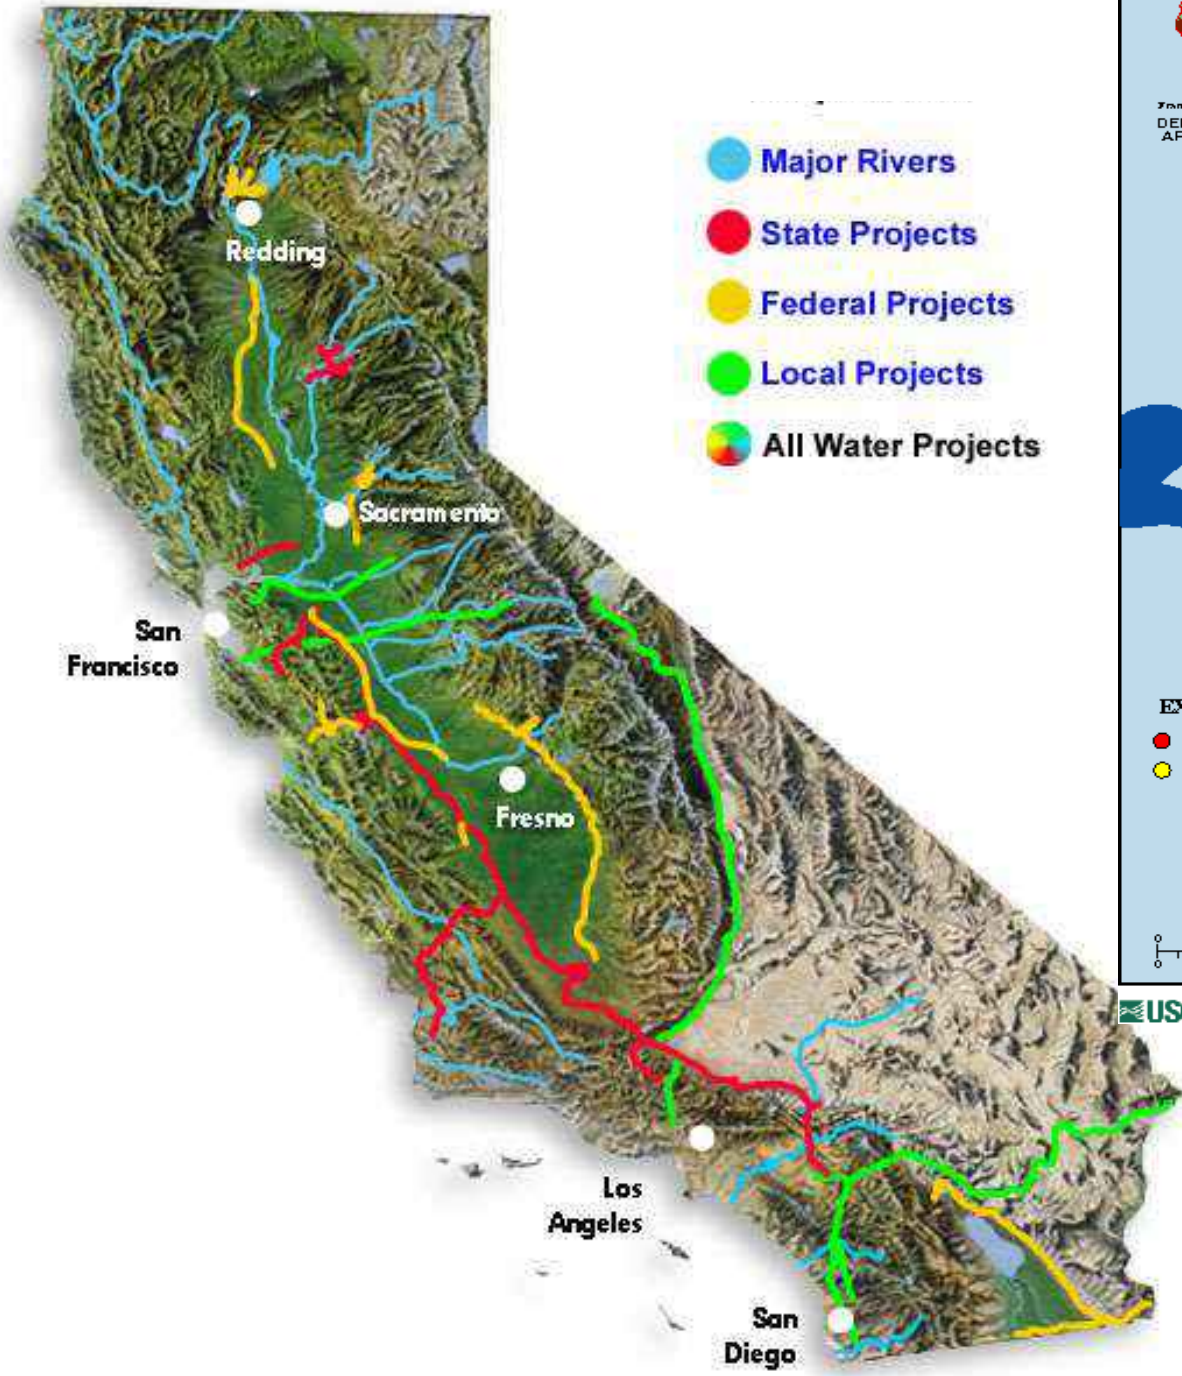 Major Rivers
State Projects
Federal Projects
Local Projects
All Water Projects
Redding
Sacramento
San
Francisco
Fresno
Los
Angeles
San
Diego